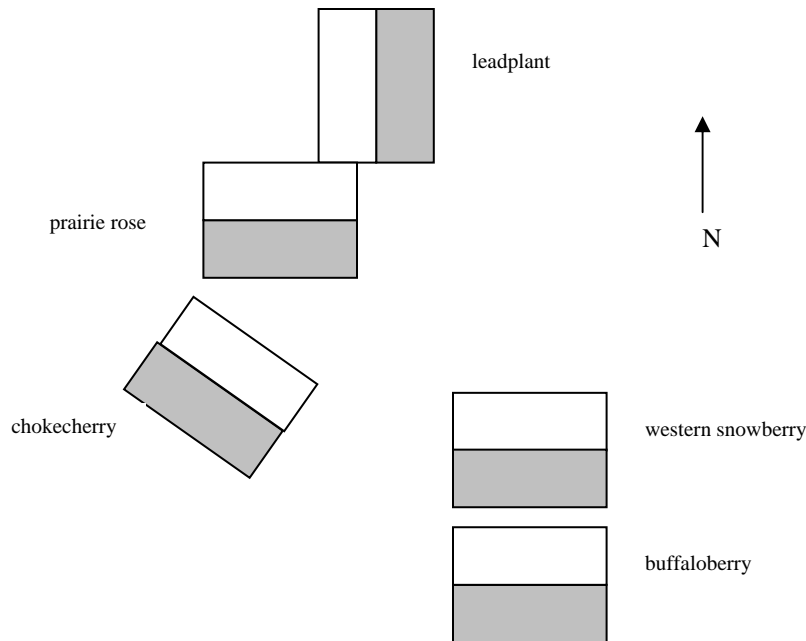 leadplant
prairie rose
N
chokecherry
western snowberry
buffaloberry